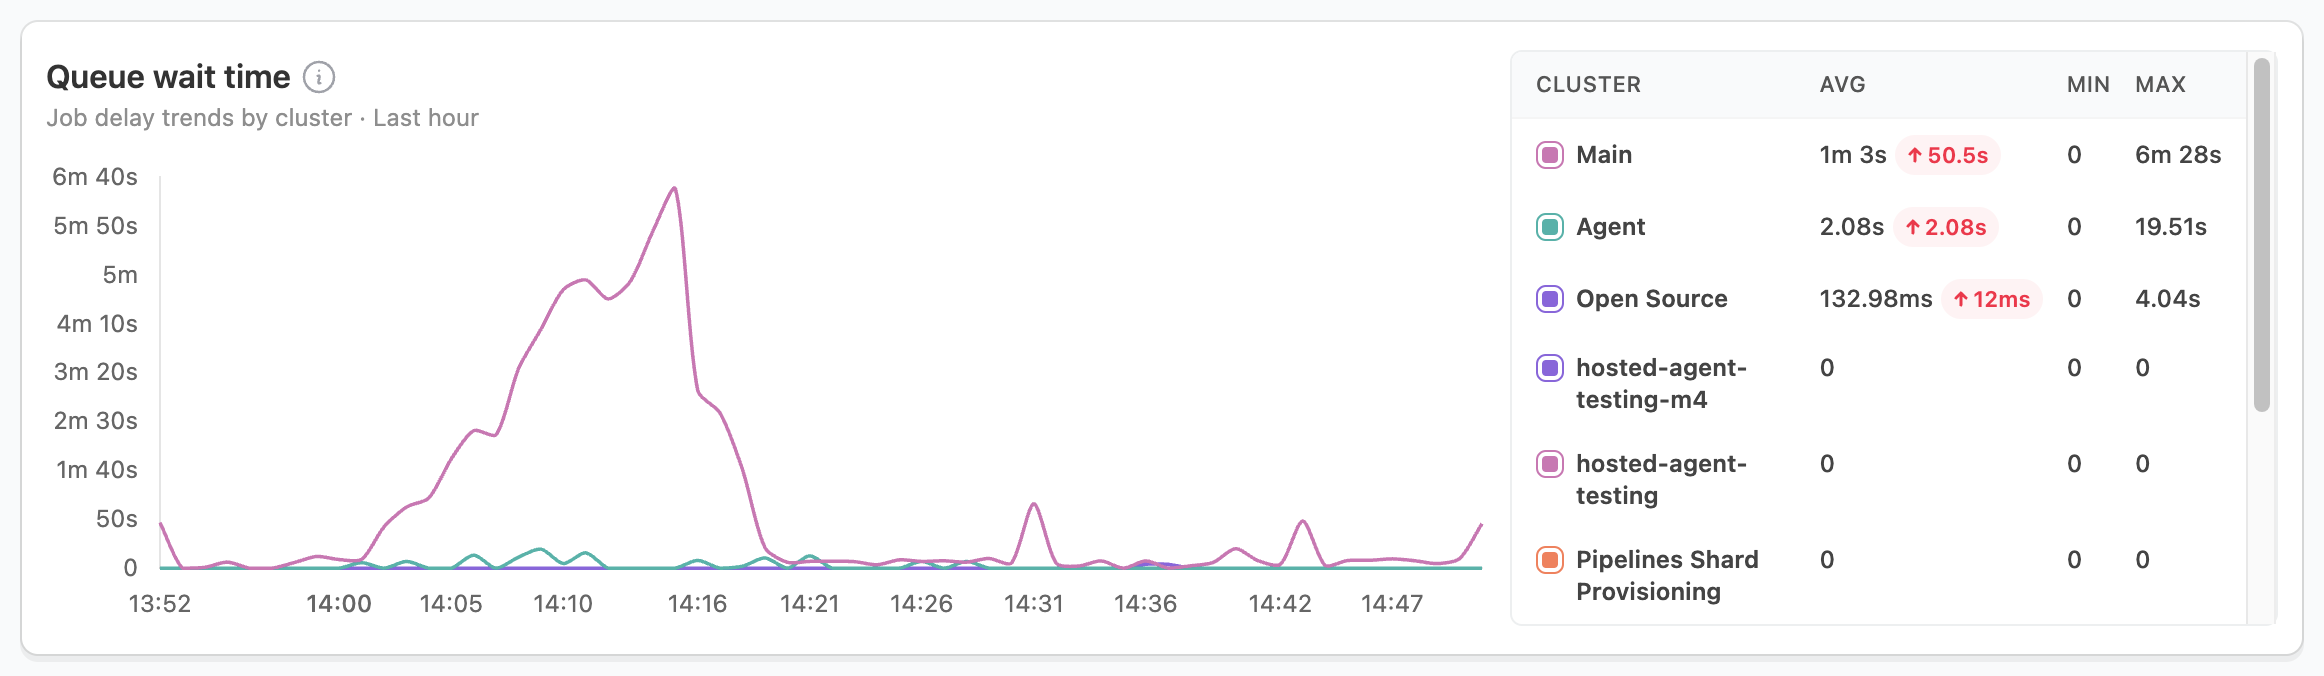 Queue wait time
Job delay trends by cluster · Last hour
6m 40s
5m 50s
5m
4m 10s
3m 20s
2m 30s
1m 40s
50s
0
13:52 14:00 14:05 14:10 14:16 14:21 14:26 14:31 14:36 14:42 14:47
CLUSTER AVG MIN MAX
Main 1m 3s ↑ 50.5s 0 6m 28s
Agent 2.08s ↑ 2.08s 0 19.51s
Open Source 132.98ms ↑ 12ms 0 4.04s
hosted-agent- 0 0 0
testing-m4
hosted-agent- 0 0 0
testing
Pipelines Shard 0 0 0
Provisioning